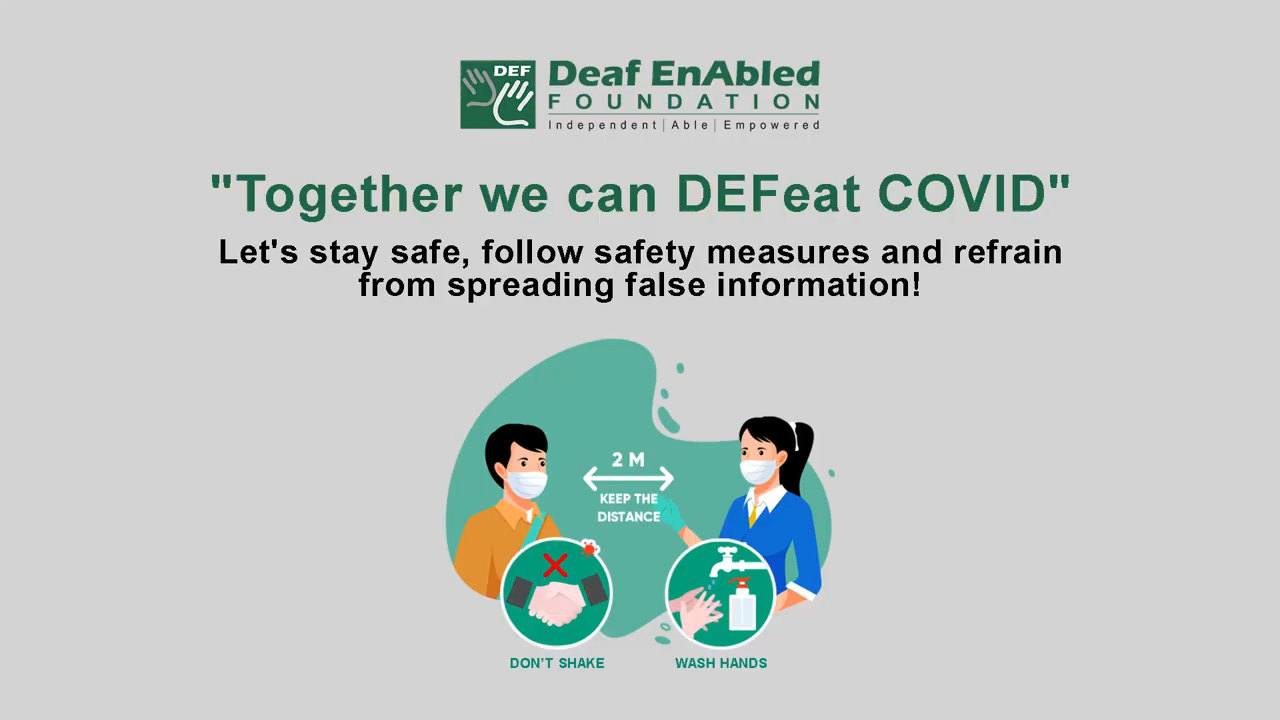 DEF
Deaf EnAbled
FOUNDATION
Independent | Able | Empowered
"Together we can DEFeat COVID"
Let's stay safe, follow safety measures and refrain
from spreading false information!
2 M
KEEP THE
DISTANCE
DON'T SHAKE
WASH HANDS